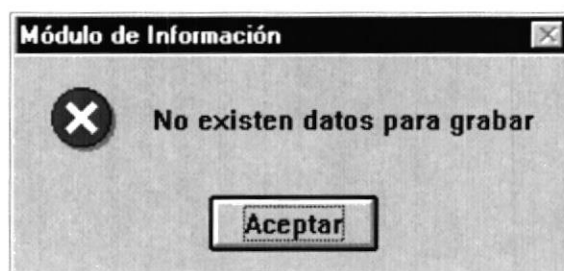 Módulo de Información
No existen datos para grabar
Aceptar